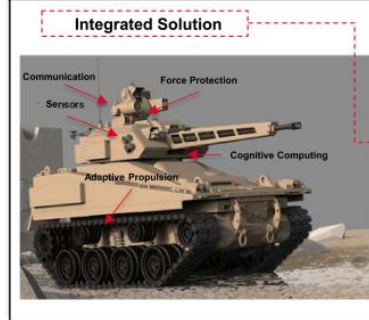 Integrated Solution
Communication
Force Protection
Sensors
Cognitive Computing
Adaptive Propulsion